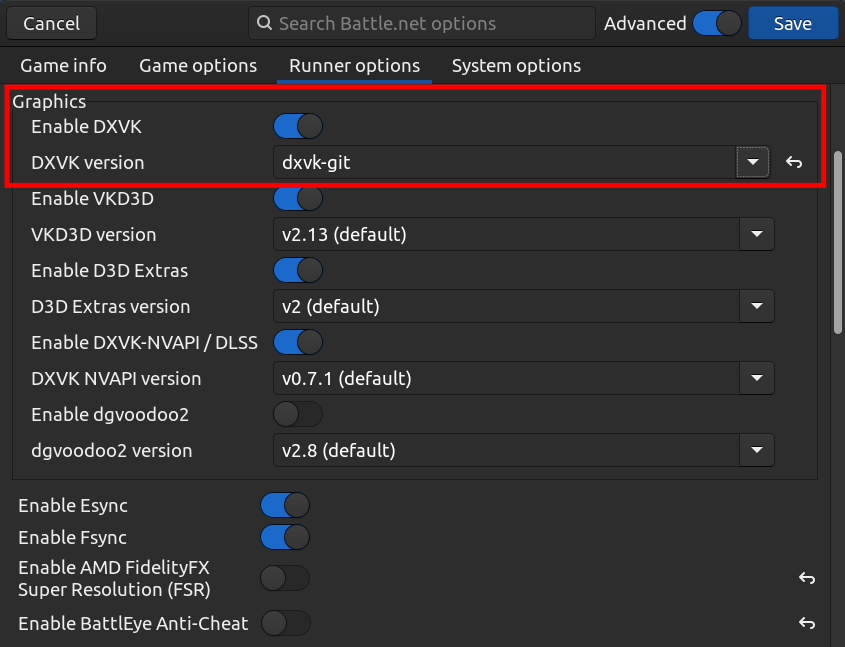 Cancel
Search Battle.net options
Advanced
Save
Game info
Game options
Runner options
System options
Graphics
Enable DXVK
DXVK version
dxvk-git
Enable VKD3D
VKD3D version
v2.13 (default)
Enable D3D Extras
D3D Extras version
v2 (default)
Enable DXVK-NVAPI / DLSS
DXVK NVAPI version
v0.7.1 (default)
Enable dgvoodoo2
dgvoodoo2 version
v2.8 (default)
Enable Esync
Enable Fsync
Enable AMD FidelityFX
Super Resolution (FSR)
Enable BattlEye Anti-Cheat